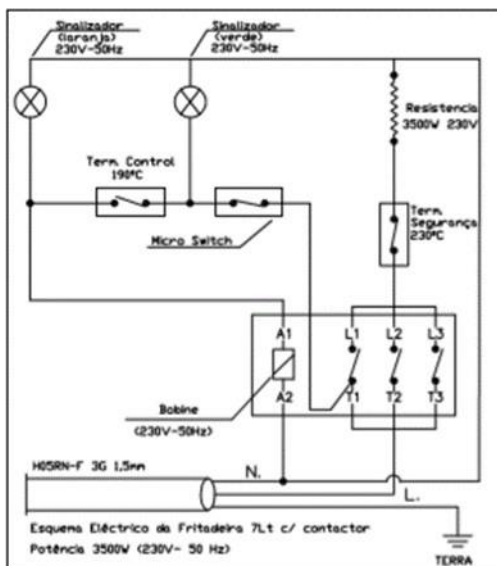 Sinalizador
(laranja)
230V-50Hz
Sinalizador
(verde)
230V-50Hz
Resistencia
3500W 230V
Term. Control
190ºC
Term.
Segurança
230ºC
Micro Switch
A1
L1
L2
L3
A2
T1
T2
T3
Bobine
(230V-50Hz)
H05RN-F 3G 1,5mm
N.
L.
Esquema Eléctrico da Fritadeira 7Lt c/ contactor
Potência 3500W (230V- 50 Hz)
TERRA